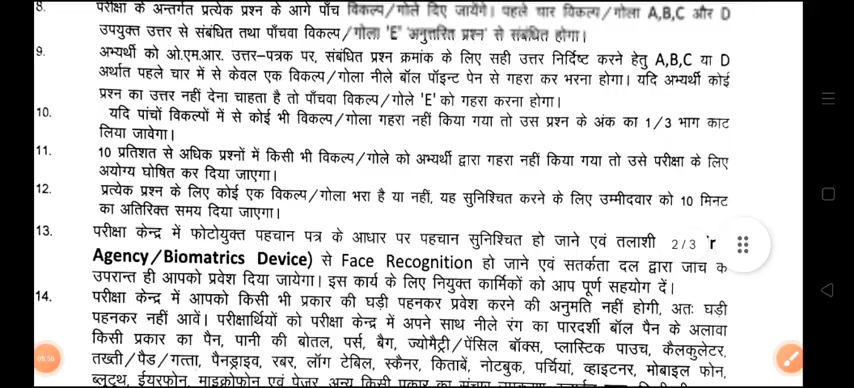 8. परीक्षा के अन्तर्गत प्रत्येक प्रश्न के आगे पाँच विकल्प/गोले दिए जायेंगे। पहले चार विकल्प/गोला A,B,C और D
उपयुक्त उत्तर से संबंधित तथा पाँचवा विकल्प/गोला 'E' अनुत्तरित प्रश्न' से संबंधित होगा।
9. अभ्यर्थी को ओ.एम.आर. उत्तर-पत्रक पर, संबंधित प्रश्न क्रमांक के लिए सही उत्तर निर्दिष्ट करने हेतु A,B,C या D
अर्थात पहले चार में से केवल एक विकल्प/गोला नीले बॉल पॉइन्ट पेन से गहरा कर भरना होगा। यदि अभ्यर्थी कोई
प्रश्न का उत्तर नहीं देना चाहता है तो पाँचवा विकल्प/गोले 'E' को गहरा करना होगा।
10. यदि पांचों विकल्पों में से कोई भी विकल्प/गोला गहरा नहीं किया गया तो उस प्रश्न के अंक का 1/3 भाग काट
लिया जावेगा।
11. 10 प्रतिशत से अधिक प्रश्नों में किसी भी विकल्प/गोले को अभ्यर्थी द्वारा गहरा नहीं किया गया तो उसे परीक्षा के लिए
अयोग्य घोषित कर दिया जाएगा।
12. प्रत्येक प्रश्न के लिए कोई एक विकल्प/गोला भरा है या नहीं, यह सुनिश्चित करने के लिए उम्मीदवार को 10 मिनट
का अतिरिक्त समय दिया जाएगा।
13. परीक्षा केन्द्र में फोटोयुक्त पहचान पत्र के आधार पर पहचान सुनिश्चित हो जाने एवं तलाशी 2/3
Agency/Biomatrics Device) से Face Recognition हो जाने एवं सतर्कता दल द्वारा जांच क
उपरान्त ही आपको प्रवेश दिया जायेगा। इस कार्य के लिए नियुक्त कार्मिकों को आप पूर्ण सहयोग दें।
14. परीक्षा केन्द्र में आपको किसी भी प्रकार की घड़ी पहनकर प्रवेश करने की अनुमति नहीं होगी, अतः घड़ी
पहनकर नहीं आवें। परीक्षार्थियों को परीक्षा केन्द्र में अपने साथ नीले रंग का पारदर्शी बॉल पैन के अलावा
05:56 किसी प्रकार का पैन, पानी की बोतल, पर्स, बैग, ज्योमैट्री/पेंसिल बॉक्स, प्लास्टिक पाउच, कैलकुलेटर,
तख्ती/पैड/गत्ता, पैनड्राइव, रबर, लॉग टेबिल, स्कैनर, किताबें, नोटबुक, पर्चियां, व्हाइटनर, मोबाइल फोन,
ब्लूटूथ, ईयरफोन, माइक्रोफोन एवं पेजर अन्य किसी प्रकार का संचार उपकरण